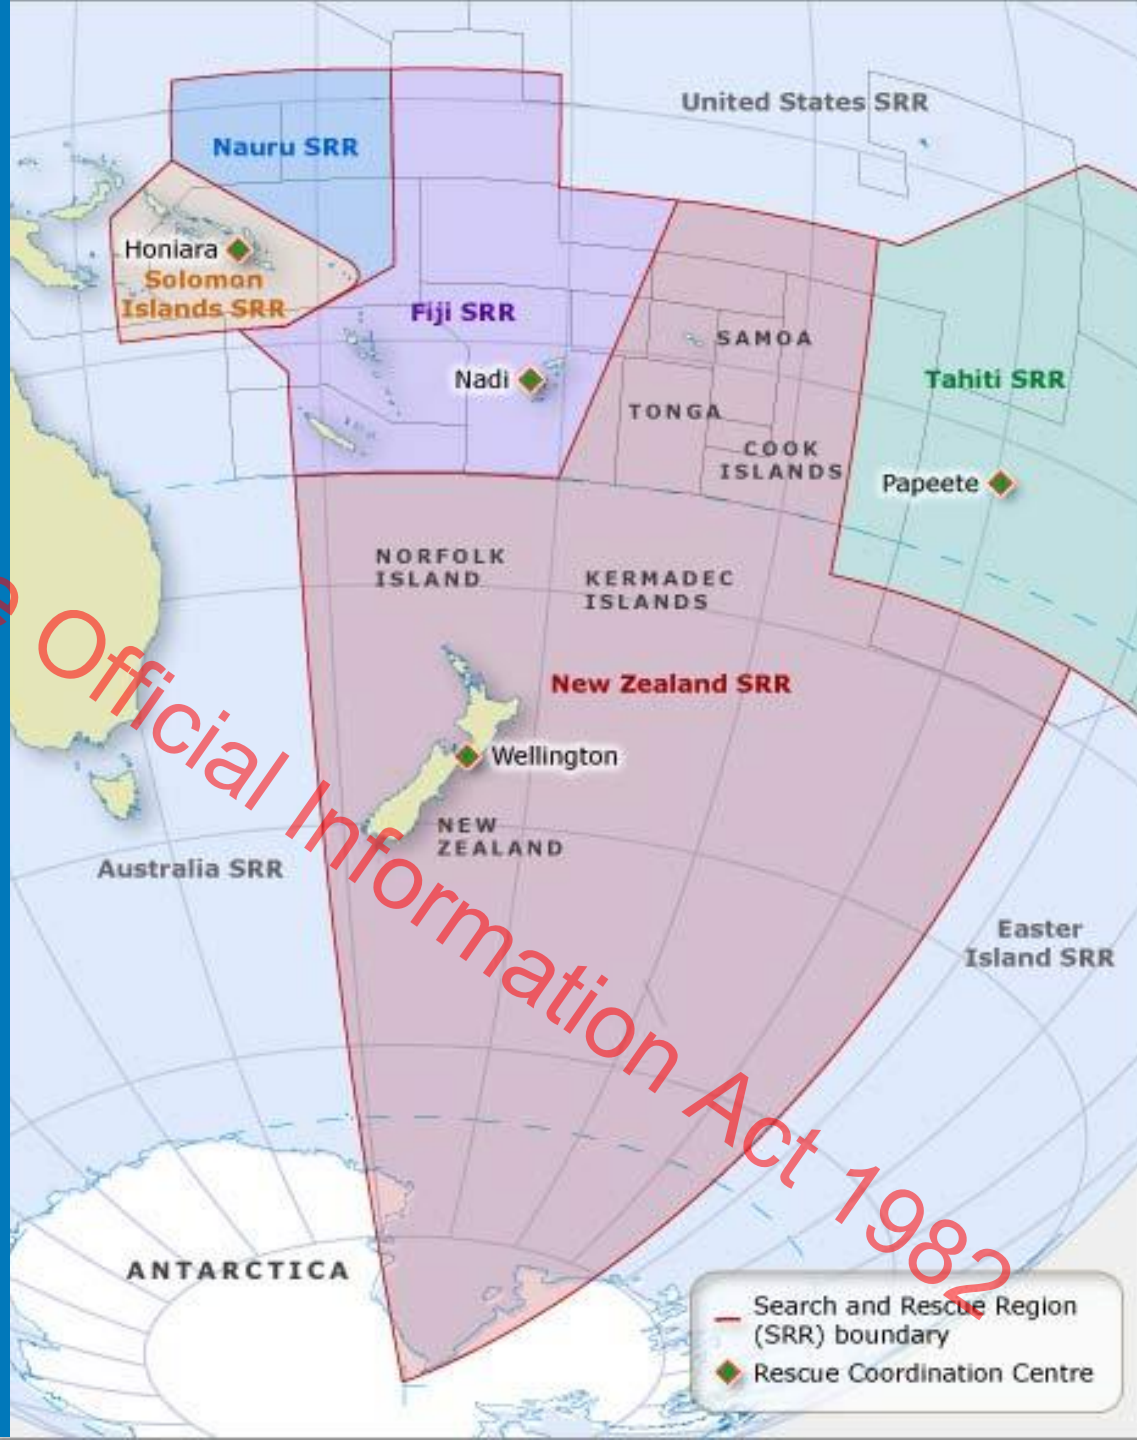 United States SRR
Nauru SRR
Honiara
Solomon
Islands SRR
Fiji SRR
SAMOA
Nadi
Tahiti SRR
TONGA
COOK
ISLANDS
Papeete
NORFOLK
ISLAND
KERMADEC
ISLANDS
New Zealand SRR
Wellington
NEW
ZEALAND
Australia SRR
Easter
Island SRR
ANTARCTICA
Search and Rescue Region
(SRR) boundary
Rescue Coordination Centre
e Official Information Act 1982